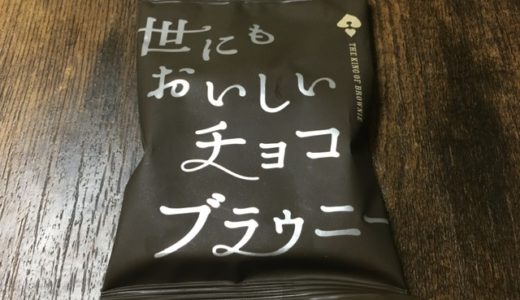 世にも
おいしい
チョコ
ブラウニー
THE KING OF BROWNIE